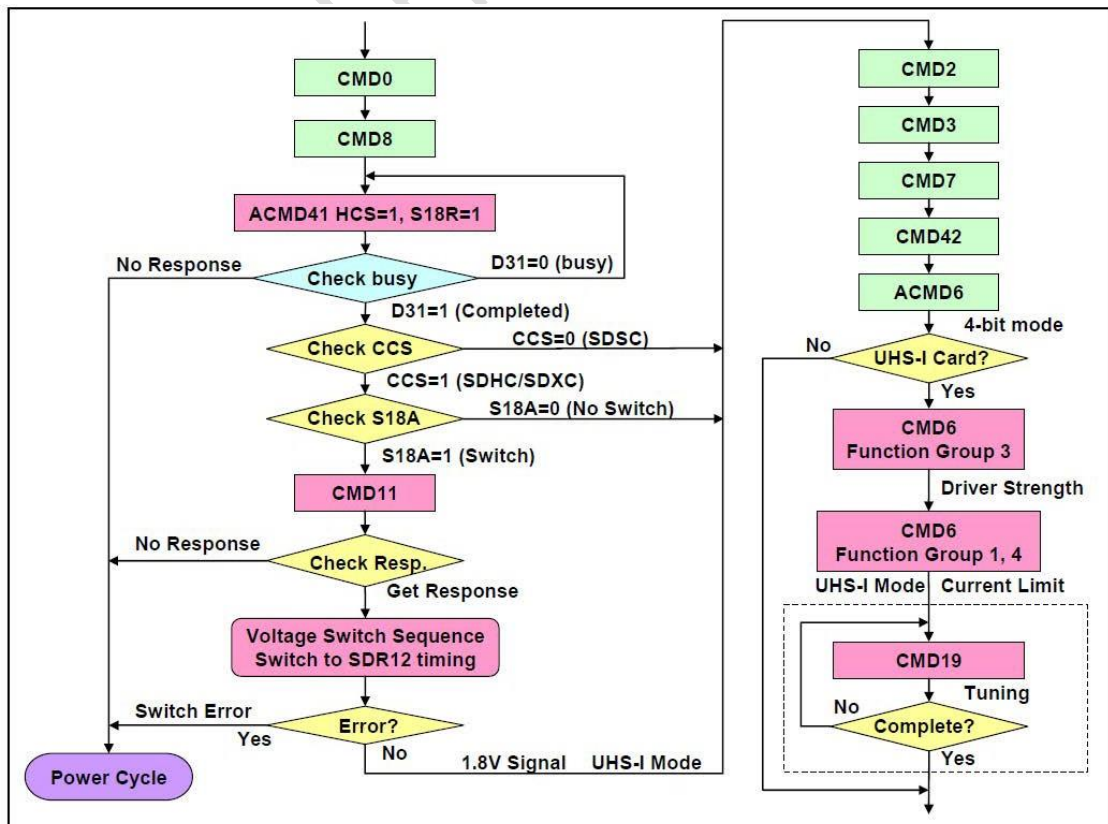 CMD0
CMD8
ACMD41 HCS=1, S18R=1
No Response
D31=0 (busy)
Check busy
D31=1 (Completed)
CCS=0 (SDSC)
Check CCS
CCS=1 (SDHC/SDXC)
S18A=0 (No Switch)
Check S18A
S18A=1 (Switch)
CMD11
No Response
Check Resp.
Get Response
Voltage Switch Sequence
Switch to SDR12 timing
Switch Error
Error?
Yes
No
1.8V Signal UHS-I Mode
Power Cycle
CMD2
CMD3
CMD7
CMD42
ACMD6
4-bit mode
No
UHS-I Card?
Yes
CMD6
Function Group 3
Driver Strength
CMD6
Function Group 1, 4
UHS-I Mode Current Limit
CMD19
Tuning
No
Complete?
Yes